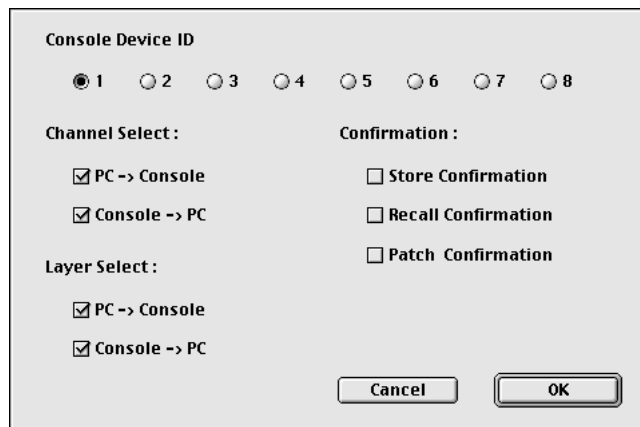 Console Device ID
1 2 3 4 5 6 7 8
Channel Select :
PC -> Console
Console -> PC
Layer Select :
PC -> Console
Console -> PC
Confirmation :
Store Confirmation
Recall Confirmation
Patch Confirmation
Cancel OK